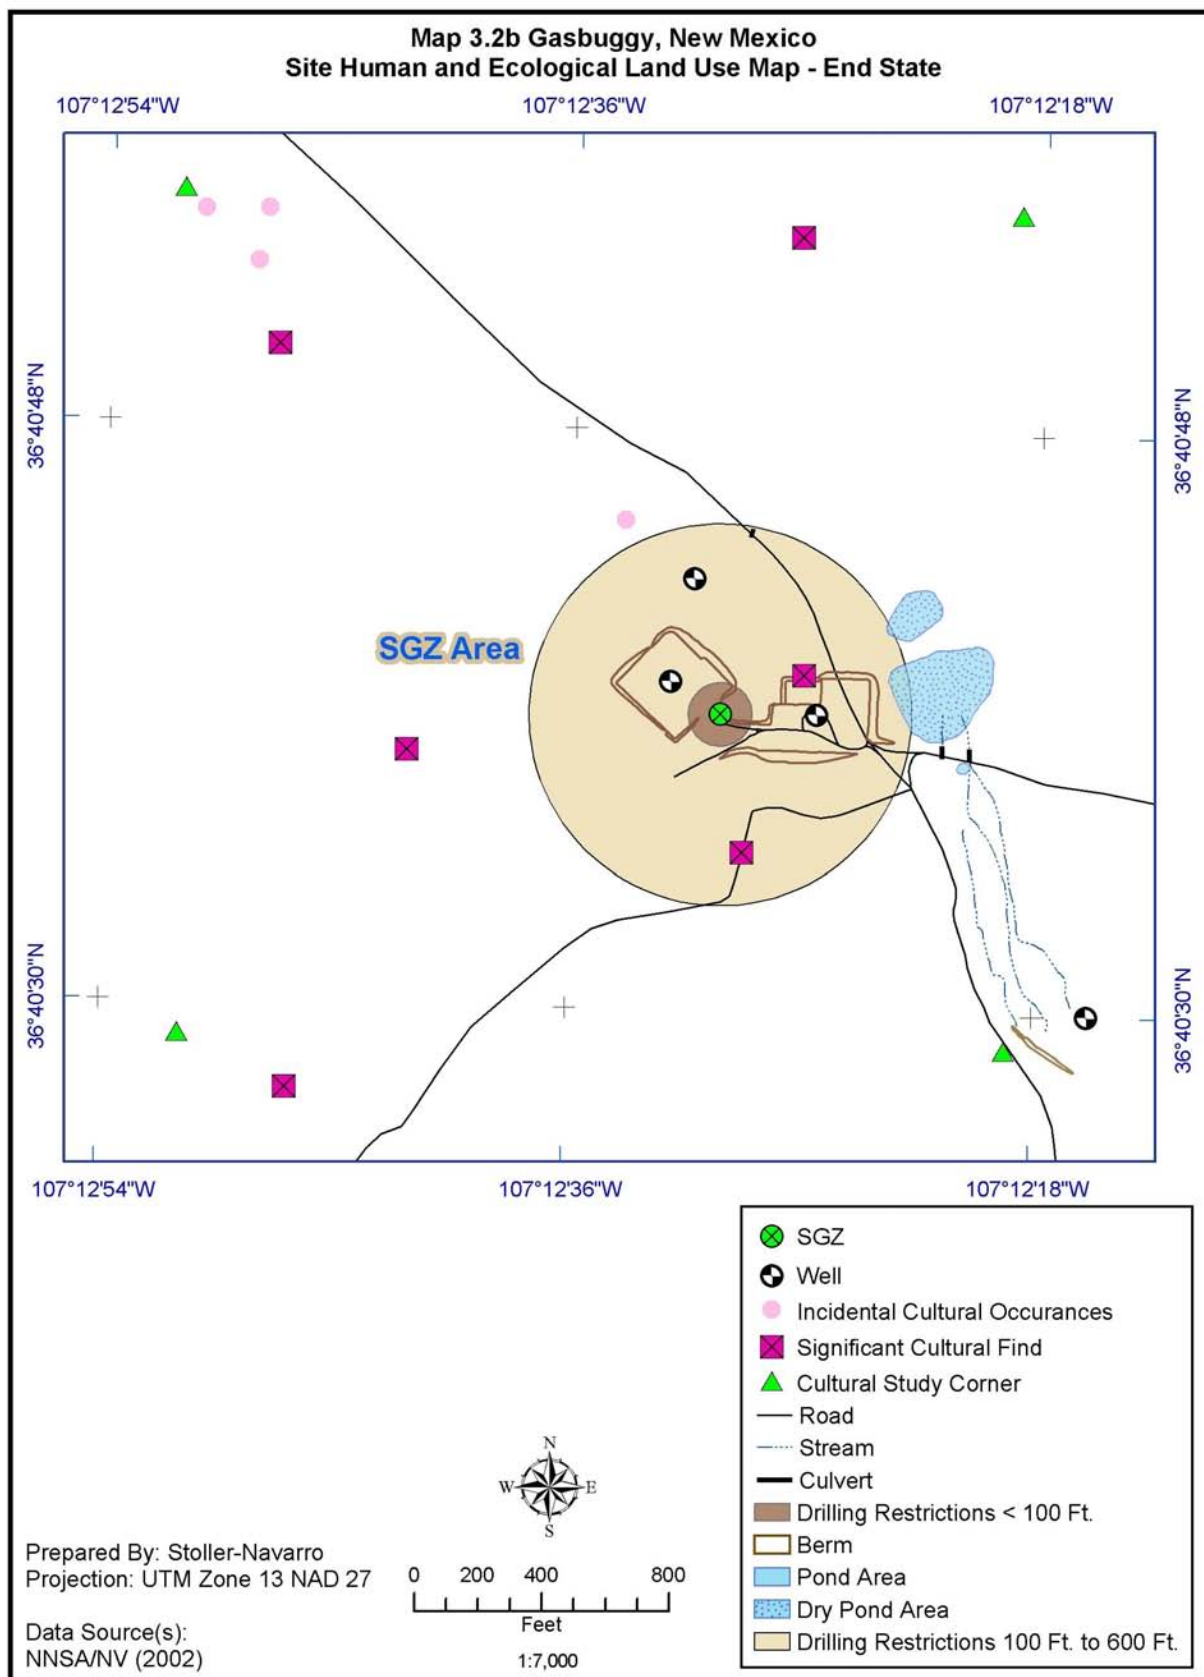 Map 3.2b Gasbuggy, New Mexico
Site Human and Ecological Land Use Map - End State
107°12'54"W 107°12'36"W 107°12'18"W
36°40'48"N 36°40'48"N
SGZ Area
36°40'30"N 36°40'30"N
107°12'54"W 107°12'36"W 107°12'18"W
SGZ
Well
Incidental Cultural Occurances
Significant Cultural Find
Cultural Study Corner
Road
Stream
Culvert
Drilling Restrictions < 100 Ft.
Berm
Pond Area
Dry Pond Area
Drilling Restrictions 100 Ft. to 600 Ft.
N
W E
S
Prepared By: Stoller-Navarro
Projection: UTM Zone 13 NAD 27
Data Source(s):
NNSA/NV (2002)
0 200 400 800
Feet
1:7,000